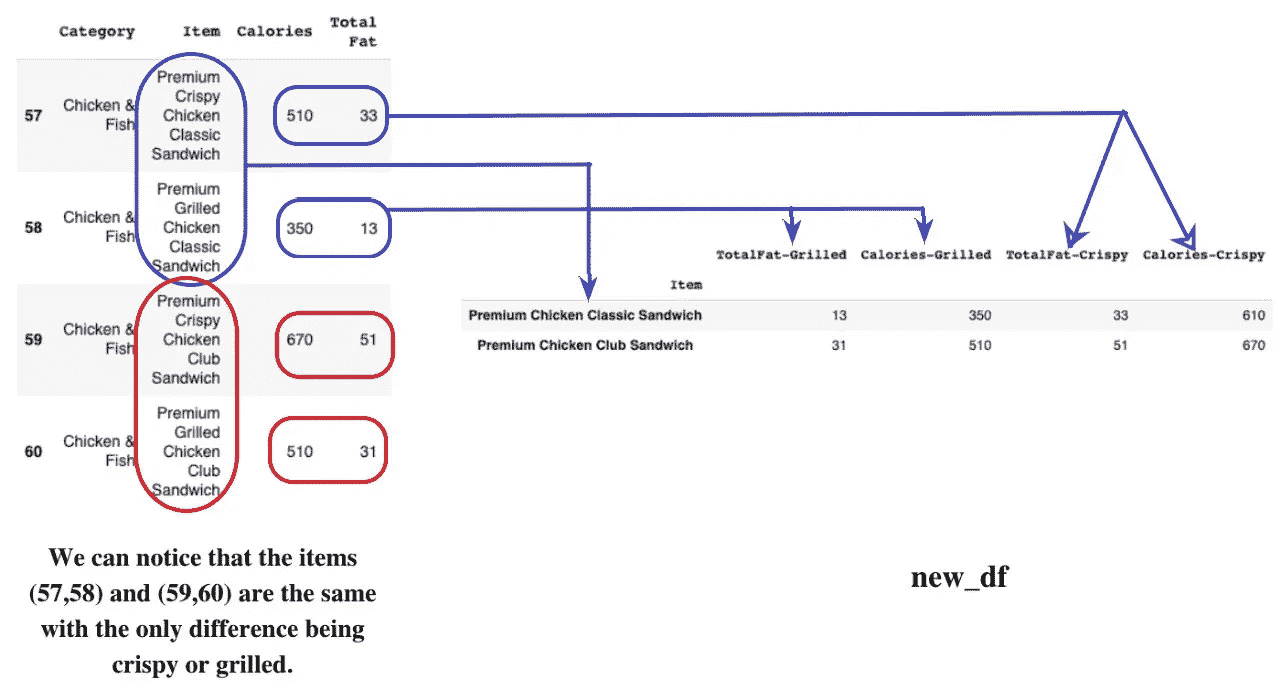 Category Item Calories Total Fat
57 Chicken & Fish Premium Crispy Chicken Classic Sandwich 510 33
58 Chicken & Fish Premium Grilled Chicken Classic Sandwich 350 13
59 Chicken & Fish Premium Crispy Chicken Club Sandwich 670 51
60 Chicken & Fish Premium Grilled Chicken Club Sandwich 510 31
We can notice that the items
(57,58) and (59,60) are the same
with the only difference being
crispy or grilled.
TotalFat-Grilled Calories-Grilled TotalFat-Crispy Calories-Crispy
Item
Premium Chicken Classic Sandwich 13 350 33 610
Premium Chicken Club Sandwich 31 510 51 670
new_df